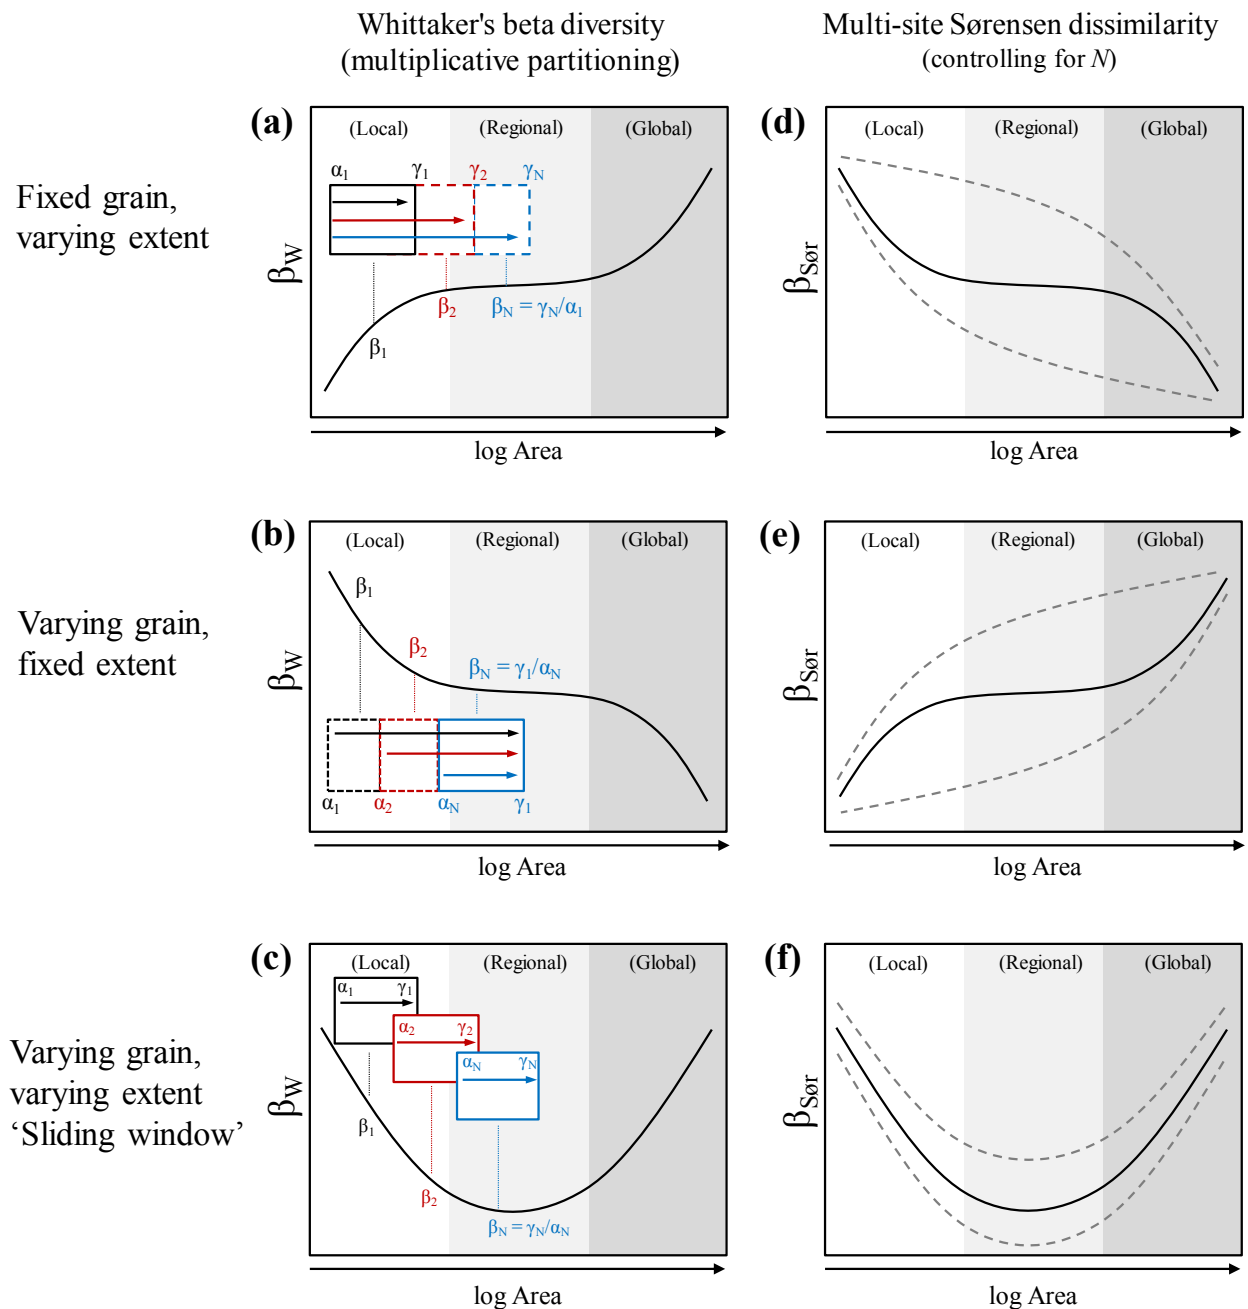 Whittaker's beta diversity
(multiplicative partitioning)
Multi-site Sørensen dissimilarity
(controlling for N)
Fixed grain,
varying extent
(a)
(Local)
(Regional)
(Global)
α1
γ1
γ2
γN
βW
β1
β2
βN = γN/α1
log Area
(d)
(Local)
(Regional)
(Global)
βSør
log Area
Varying grain,
fixed extent
(b)
(Local)
(Regional)
(Global)
β1
β2
βN = γ1/αN
βW
α1
α2
αN
γ1
log Area
(e)
(Local)
(Regional)
(Global)
βSør
log Area
Varying grain,
varying extent
‘Sliding window’
(c)
(Local)
(Regional)
(Global)
α1
γ1
α2
γ2
αN
γN
βW
β1
β2
βN = γN/αN
log Area
(f)
(Local)
(Regional)
(Global)
βSør
log Area